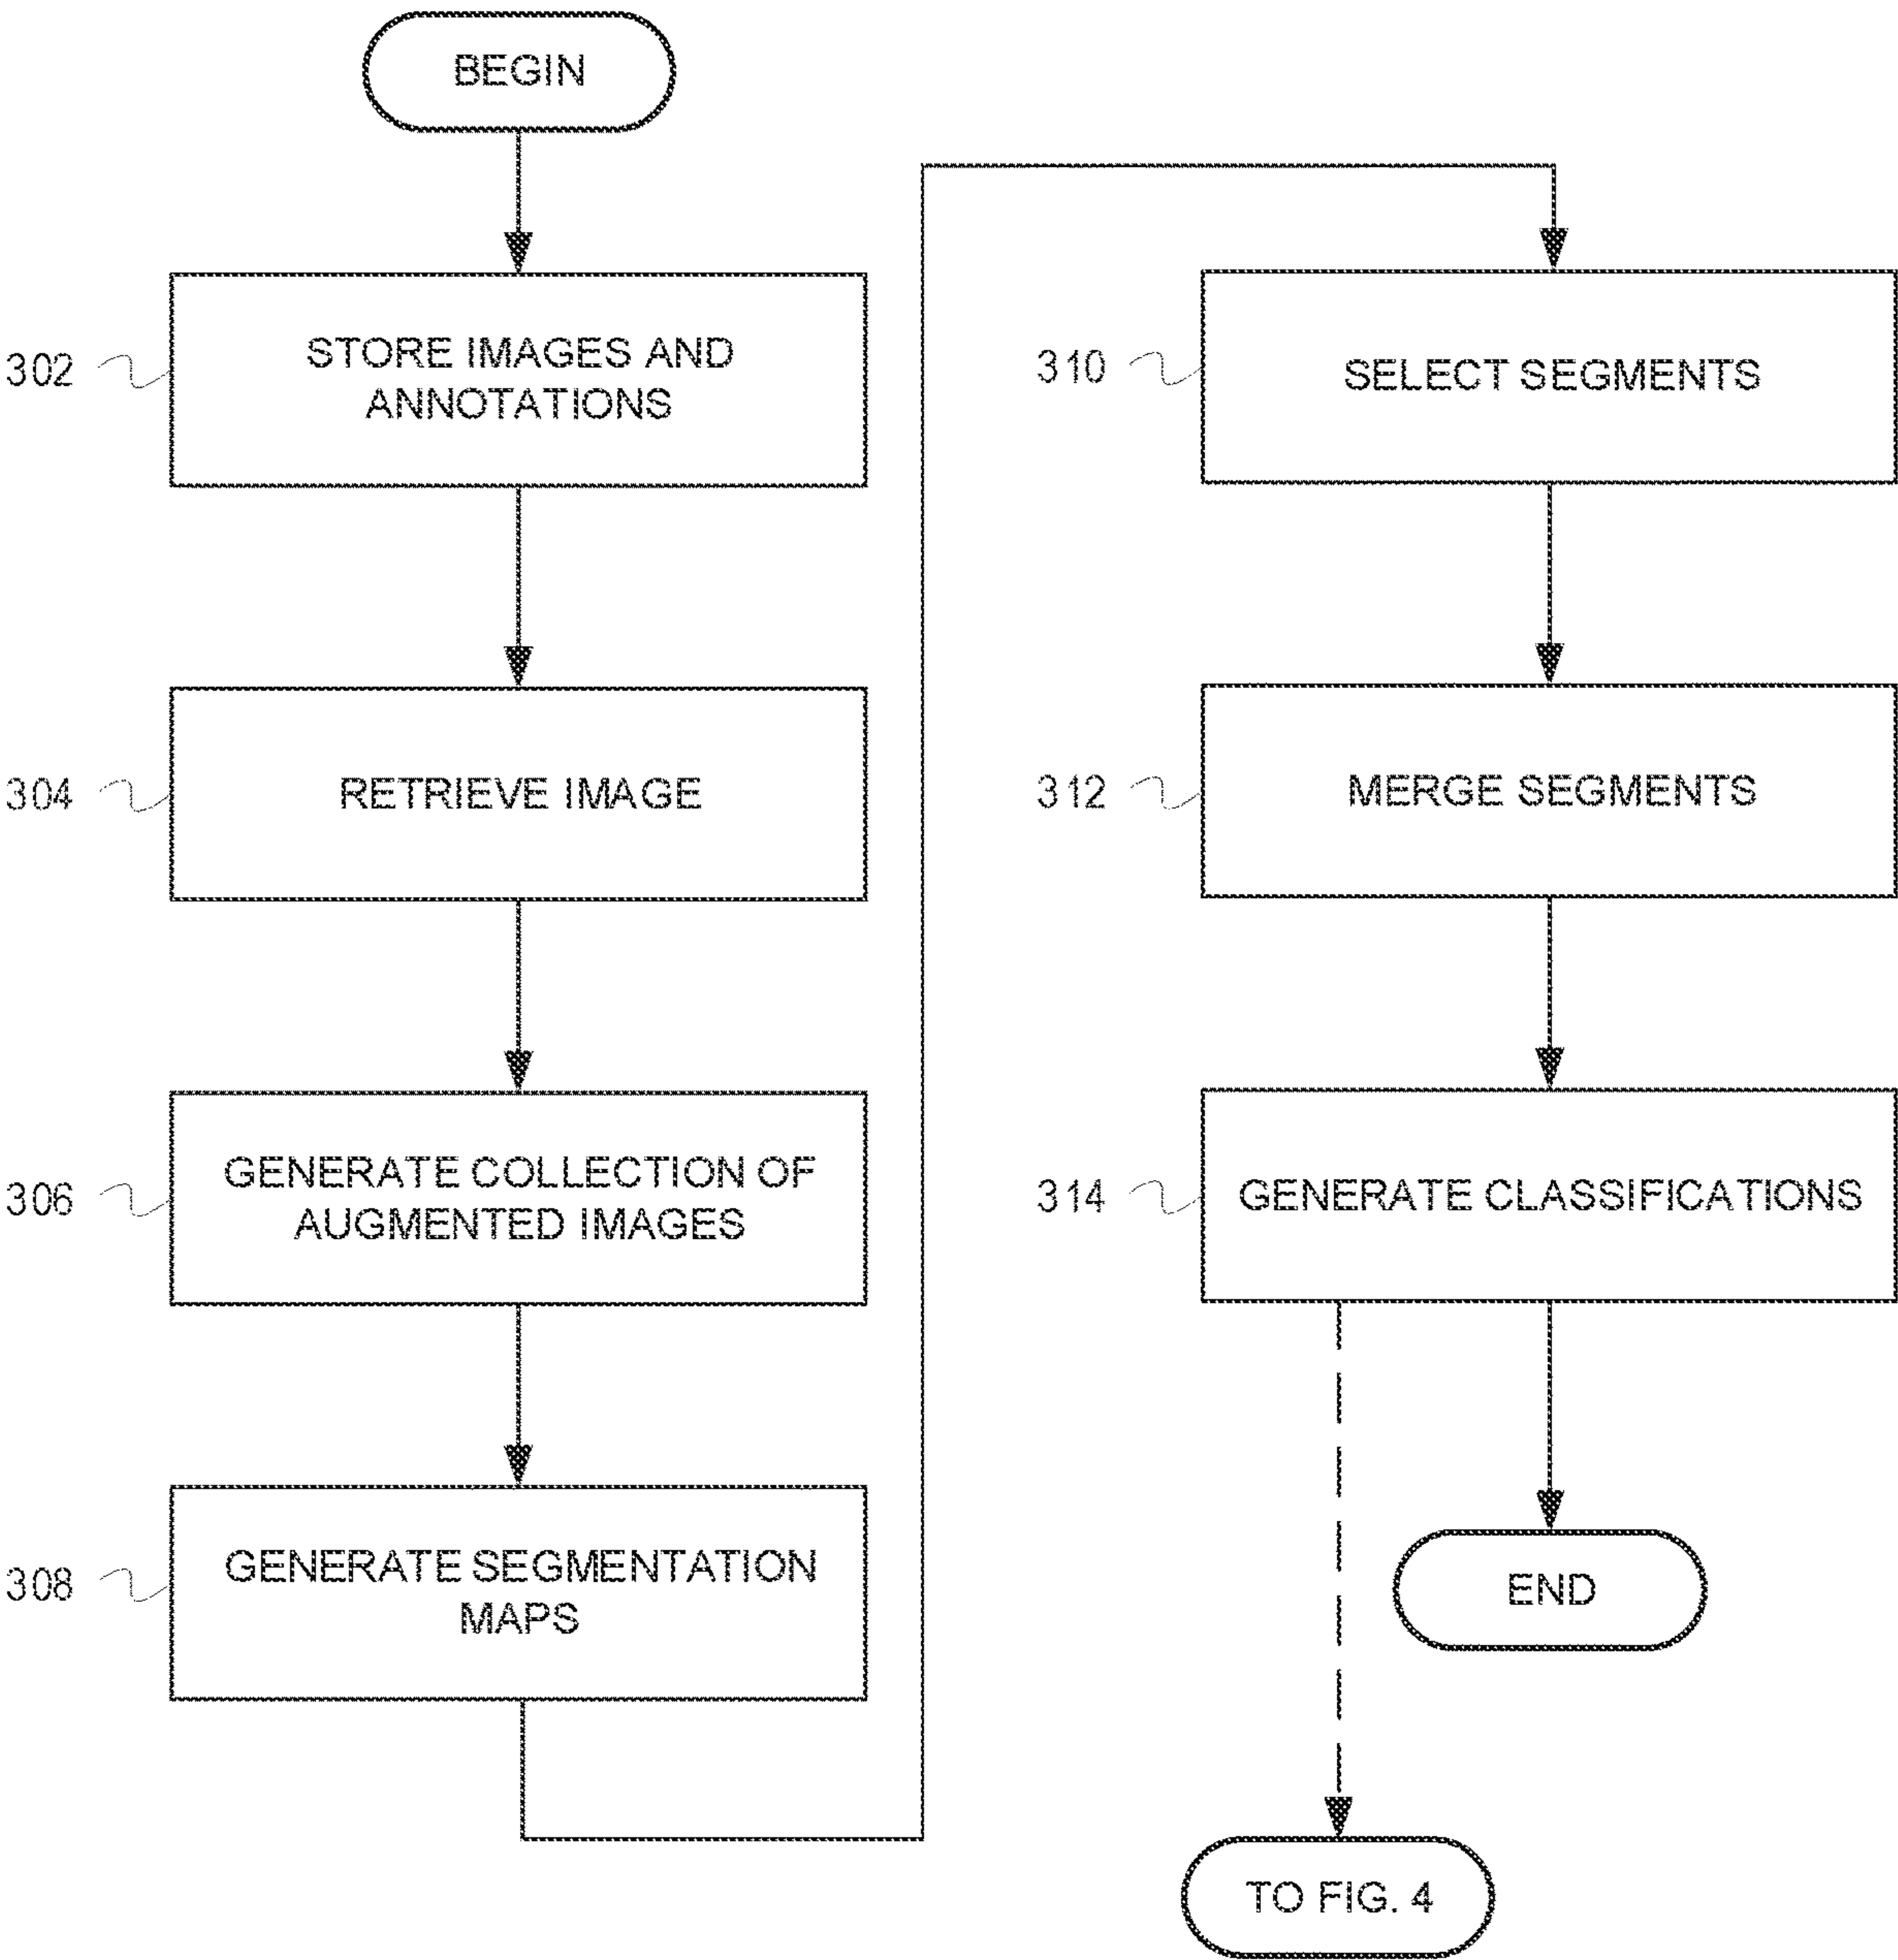 BEGIN
302
STORE IMAGES AND
ANNOTATIONS
304
RETRIEVE IMAGE
306
GENERATE COLLECTION OF
AUGMENTED IMAGES
308
GENERATE SEGMENTATION
MAPS
310
SELECT SEGMENTS
312
MERGE SEGMENTS
314
GENERATE CLASSIFICATIONS
END
TO FIG. 4